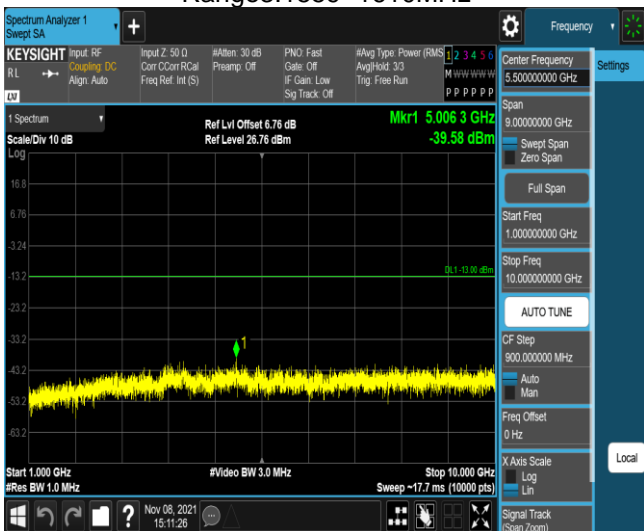 Spectrum Analyzer 1
Swept SA
Frequency
KEYSIGHT
Input: RF
Coupling: DC
Align: Auto
RL
LXI
Input Z: 50 Ω
Corr CCorr RCal
Freq Ref: Int (S)
#Atten: 30 dB
Preamp: Off
PNO: Fast
Gate: Off
IF Gain: Low
Sig Track: Off
#Avg Type: Power (RMS
Avg|Hold: 3/3
Trig: Free Run
1 2 3 4 5 6
M W W W W W
P P P P P P
1 Spectrum
Scale/Div 10 dB
Log
Ref Lvl Offset 6.76 dB
Ref Level 26.76 dBm
Mkr1 5.006 3 GHz
-39.58 dBm
16.8
6.76
-3.24
-13.2
-23.2
-33.2
-43.2
-53.2
-63.2
DL1 -13.00 dBm
1
Start 1.000 GHz
#Res BW 1.0 MHz
#Video BW 3.0 MHz
Stop 10.000 GHz
Sweep ~17.7 ms (10000 pts)
Nov 08, 2021
15:11:26
Center Frequency
5.500000000 GHz
Span
9.00000000 GHz
Swept Span
Zero Span
Full Span
Start Freq
1.000000000 GHz
Stop Freq
10.000000000 GHz
AUTO TUNE
CF Step
900.000000 MHz
Auto
Man
Freq Offset
0 Hz
X Axis Scale
Log
Lin
Signal Track
(Span Zoom)
Settings
Local